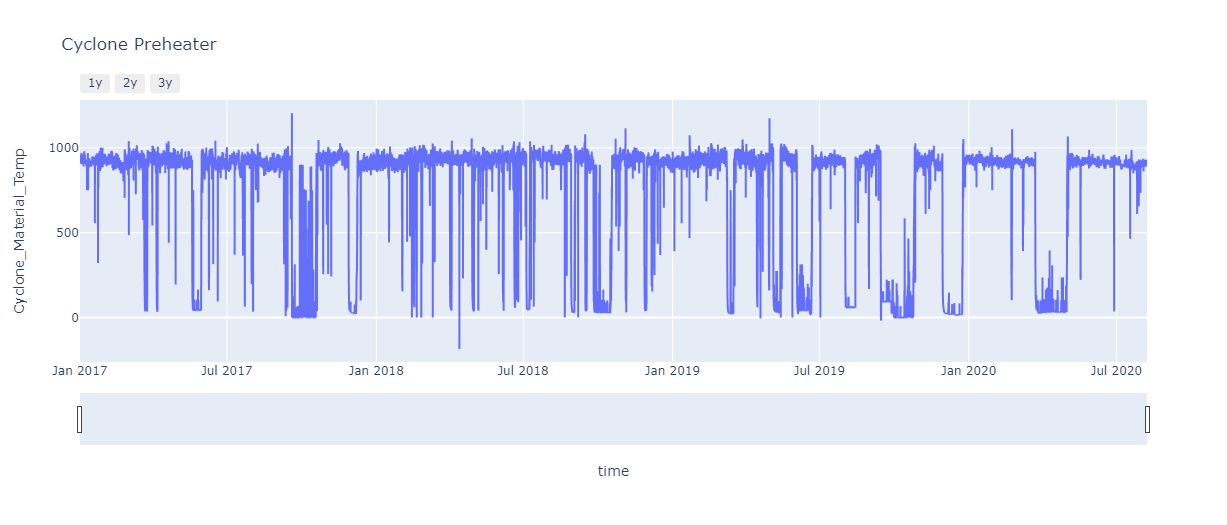 Cyclone Preheater
1y 2y 3y
Cyclone_Material_Temp
1000
500
0
Jan 2017 Jul 2017 Jan 2018 Jul 2018 Jan 2019 Jul 2019 Jan 2020 Jul 2020
time